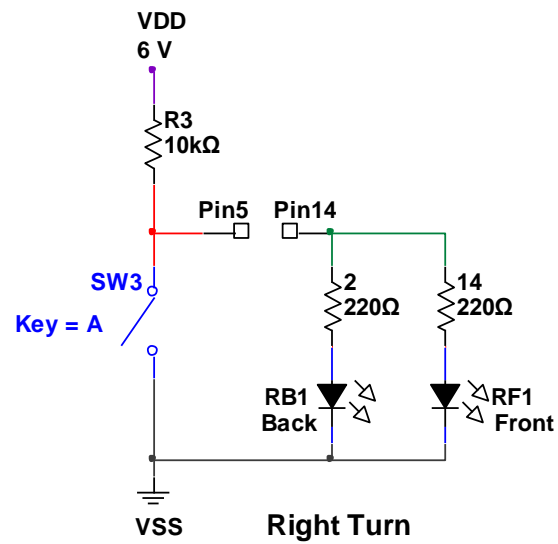 VDD
6 V
R3
10kΩ
Pin5
Pin14
SW3
Key = A
2
220Ω
14
220Ω
RB1
Back
RF1
Front
VSS
Right Turn